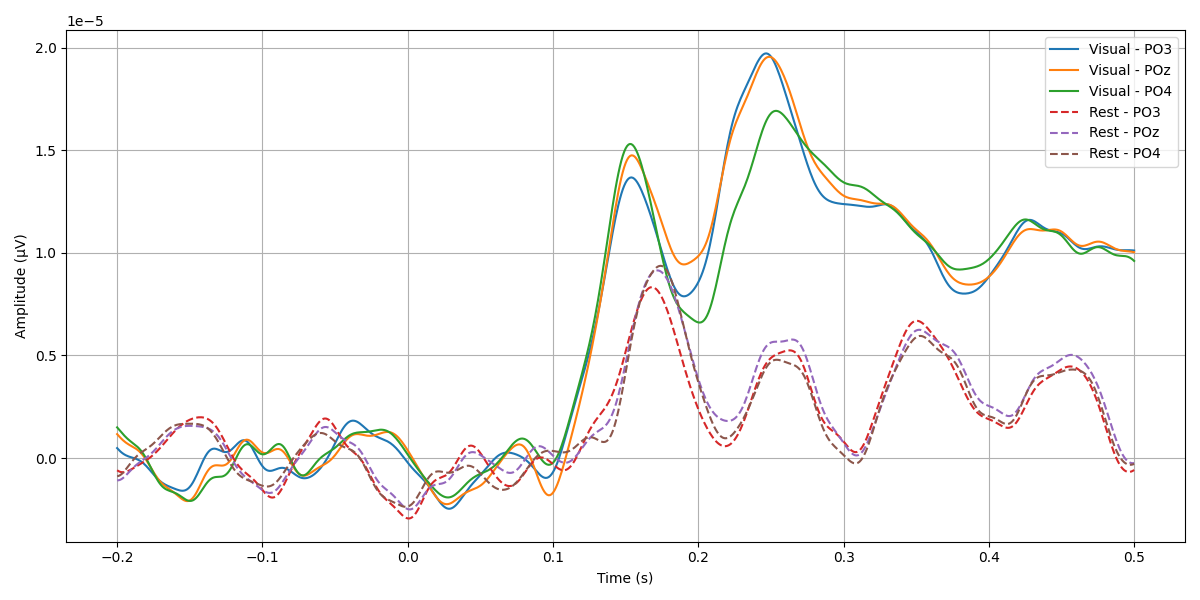 1e−5
2.0
1.5
1.0
0.5
0.0
Amplitude (µV)
−0.2
−0.1
0.0
0.1
0.2
0.3
0.4
0.5
Time (s)
Visual - PO3
Visual - POz
Visual - PO4
Rest - PO3
Rest - POz
Rest - PO4